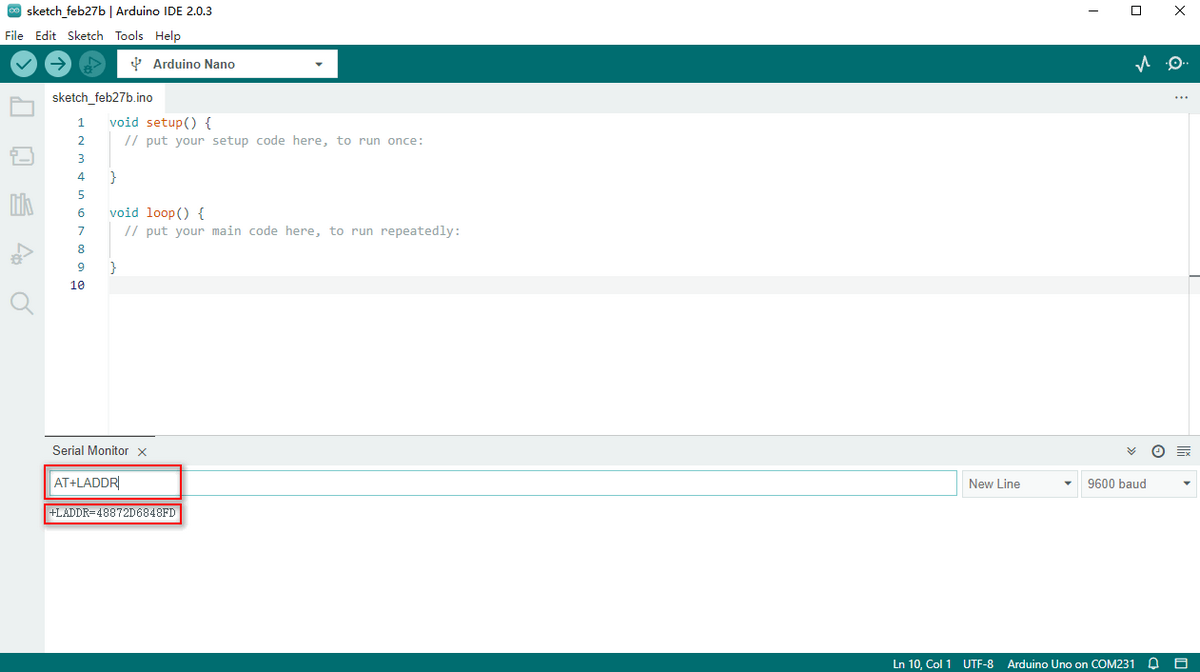 sketch_feb27b | Arduino IDE 2.0.3
File Edit Sketch Tools Help
Arduino Nano
sketch_feb27b.ino
1 void setup() {
2 // put your setup code here, to run once:
3
4 }
5
6 void loop() {
7 // put your main code here, to run repeatedly:
8
9 }
10
Serial Monitor
AT+LADDR
New Line
9600 baud
+LADDR=48872D6848FD
Ln 10, Col 1 UTF-8 Arduino Uno on COM231